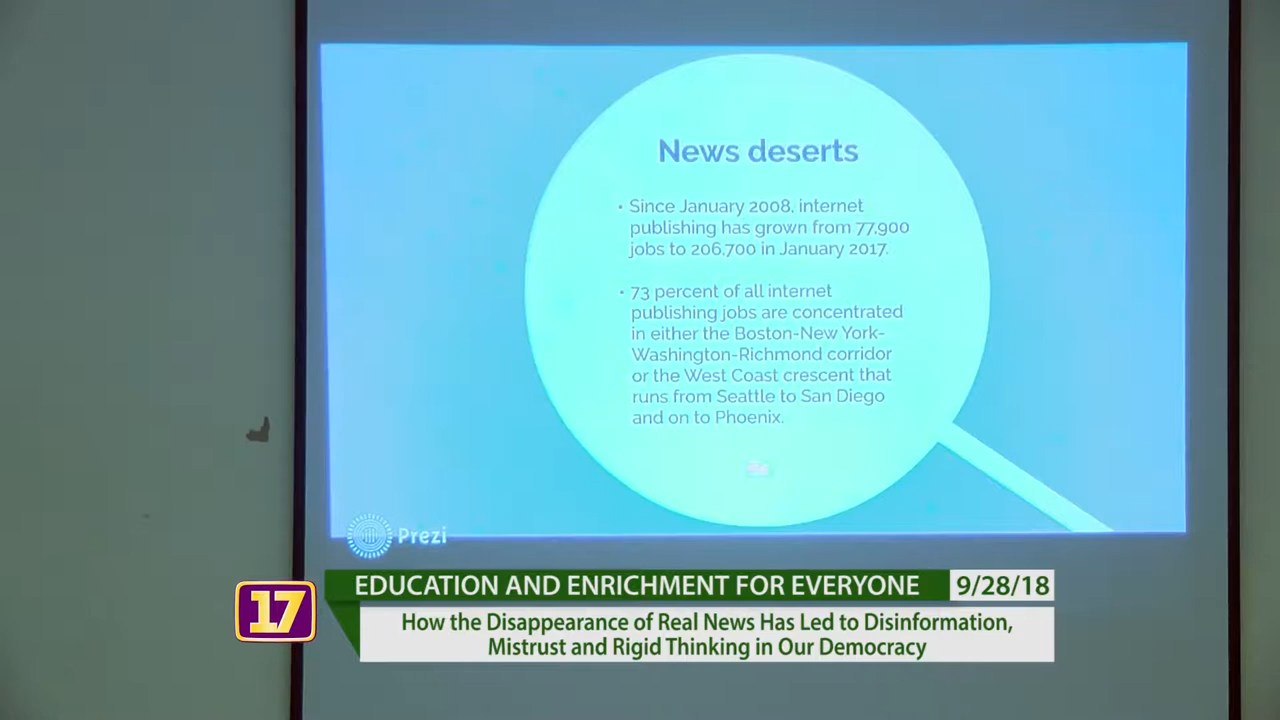 News deserts
• Since January 2008, internet
publishing has grown from 77,900
jobs to 206,700 in January 2017.
• 73 percent of all internet
publishing jobs are concentrated
in either the Boston-New York-
Washington-Richmond corridor
or the West Coast crescent that
runs from Seattle to San Diego
and on to Phoenix.
Prezi
17
EDUCATION AND ENRICHMENT FOR EVERYONE 9/28/18
How the Disappearance of Real News Has Led to Disinformation,
Mistrust and Rigid Thinking in Our Democracy